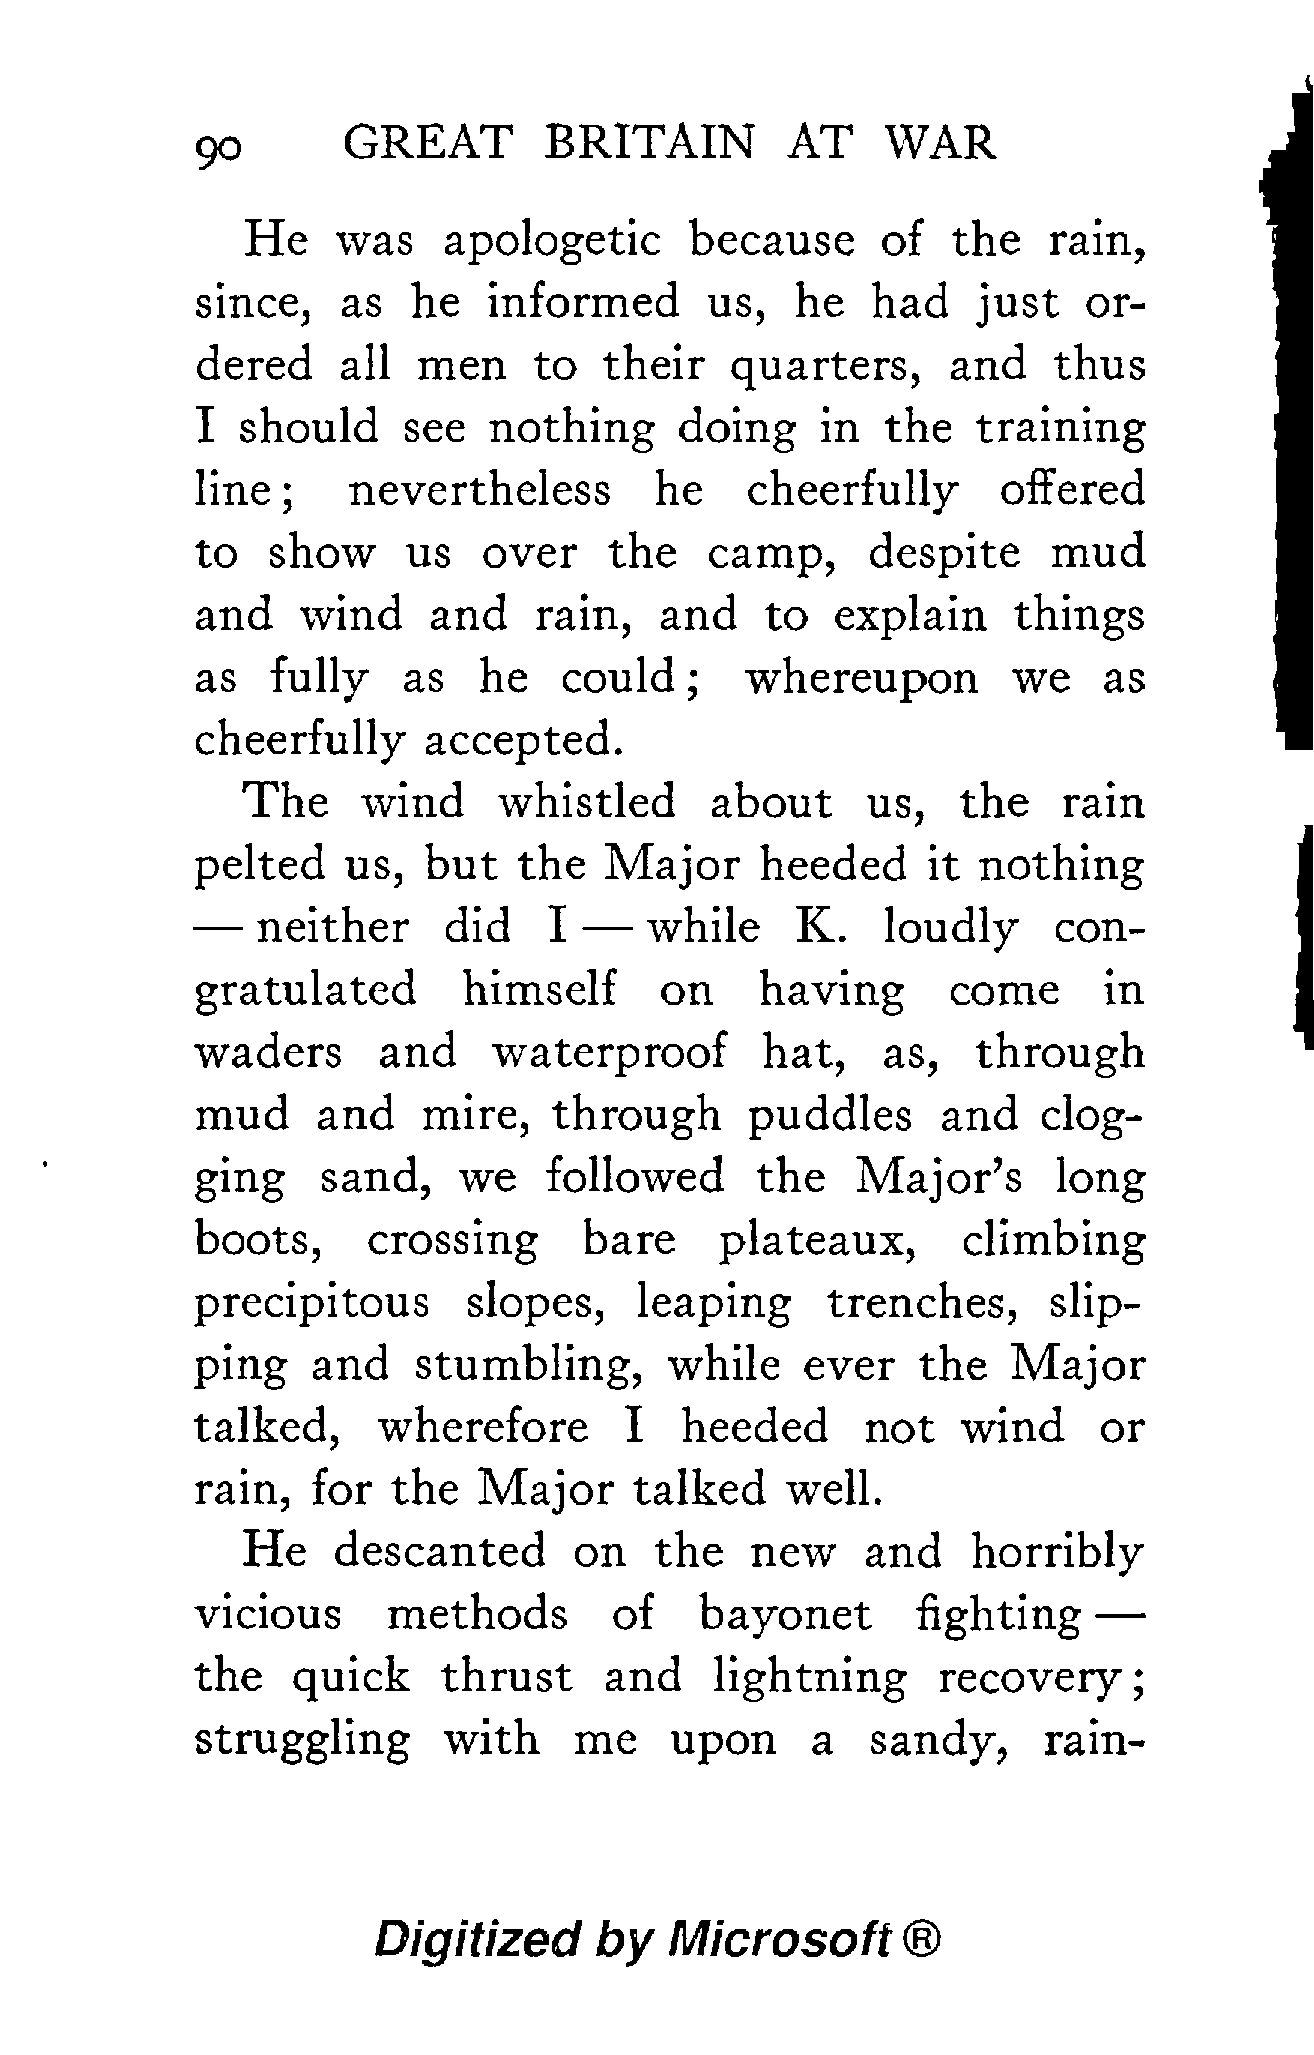 90 GREAT BRITAIN AT WAR
He was apologetic because of the rain,
since, as he informed us, he had just or-
dered all men to their quarters, and thus
I should see nothing doing in the training
line; nevertheless he cheerfully offered
to show us over the camp, despite mud
and wind and rain, and to explain things
as fully as he could; whereupon we as
cheerfully accepted.
The wind whistled about us, the rain
pelted us, but the Major heeded it nothing
— neither did I — while K. loudly con-
gratulated himself on having come in
waders and waterproof hat, as, through
mud and mire, through puddles and clog-
ging sand, we followed the Major's long
boots, crossing bare plateaux, climbing
precipitous slopes, leaping trenches, slip-
ping and stumbling, while ever the Major
talked, wherefore I heeded not wind or
rain, for the Major talked well.
He descanted on the new and horribly
vicious methods of bayonet fighting —
the quick thrust and lightning recovery;
struggling with me upon a sandy, rain-
Digitized by Microsoft ®